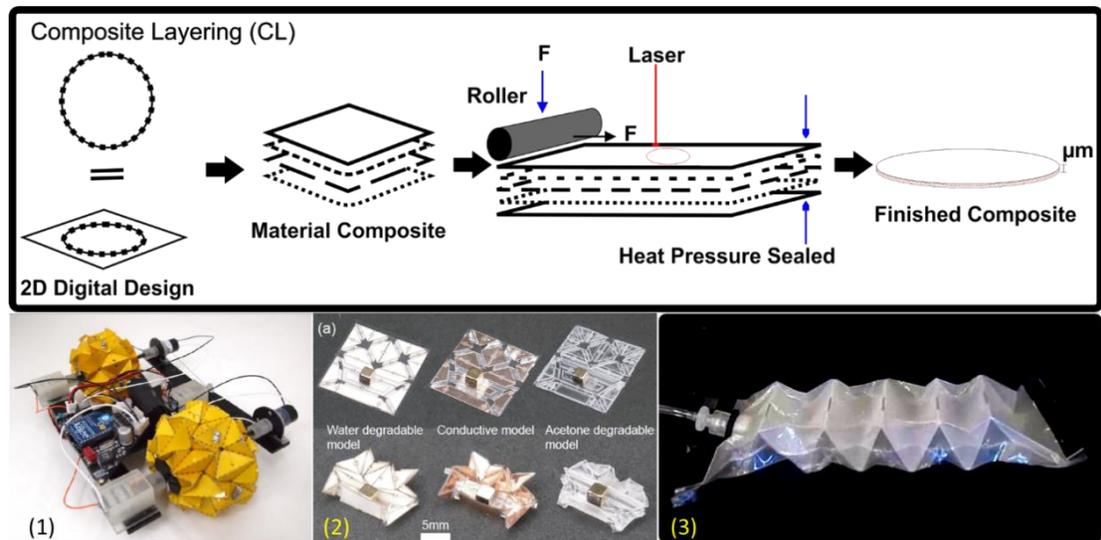 Composite Layering (CL)
F
Laser
Roller
F
µm
Material Composite
Finished Composite
Heat Pressure Sealed
2D Digital Design
(a)
Water degradable
model
Conductive model
Acetone degradable
model
5mm
(1)
(2)
(3)